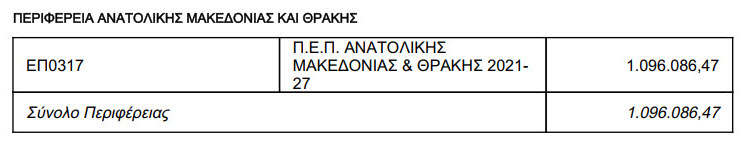 ΠΕΡΙΦΕΡΕΙΑ ΑΝΑΤΟΛΙΚΗΣ ΜΑΚΕΔΟΝΙΑΣ ΚΑΙ ΘΡΑΚΗΣ
ΕΠ0317 Π.Ε.Π. ΑΝΑΤΟΛΙΚΗΣ
ΜΑΚΕΔΟΝΙΑΣ & ΘΡΑΚΗΣ 2021-
27 1.096.086,47
Σύνολο Περιφέρειας 1.096.086,47